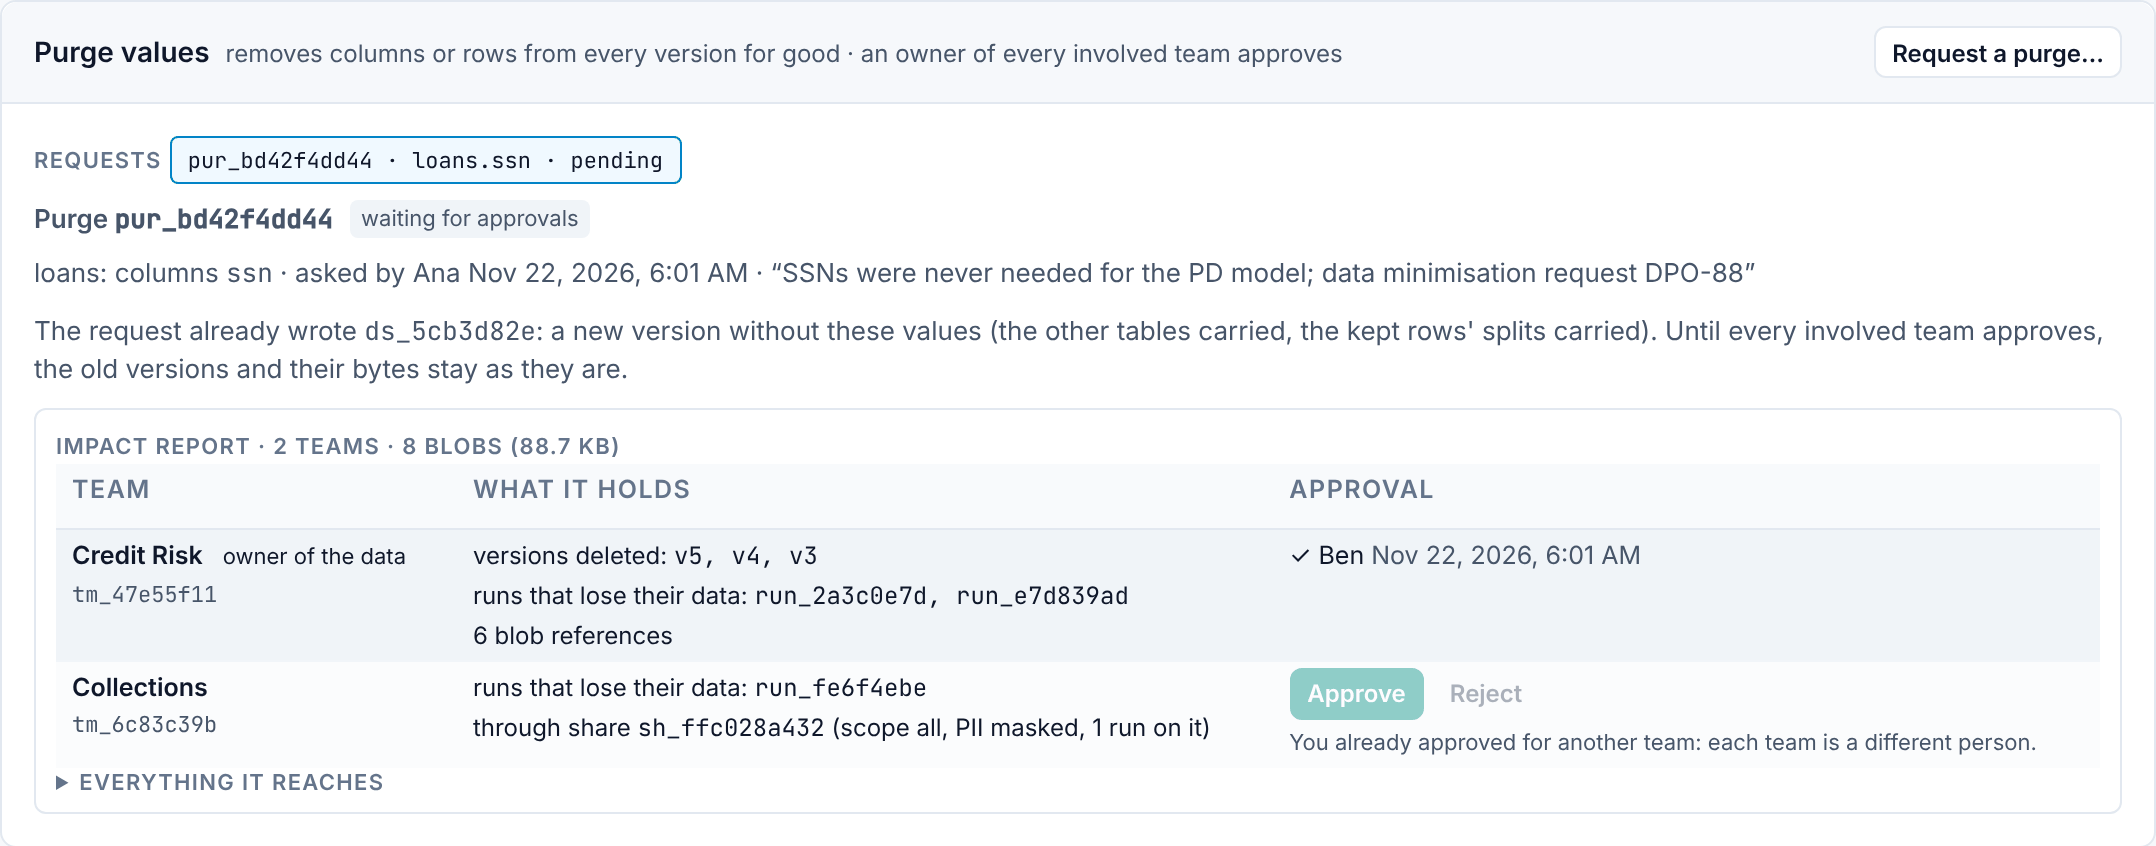 Purge values removes columns or rows from every version for good · an owner of every involved team approves
Request a purge...
REQUESTS pur_bd42f4dd44 · loans.ssn · pending
Purge pur_bd42f4dd44 waiting for approvals
loans: columns ssn · asked by Ana Nov 22, 2026, 6:01 AM · “SSNs were never needed for the PD model; data minimisation request DPO-88”
The request already wrote ds_5cb3d82e: a new version without these values (the other tables carried, the kept rows' splits carried). Until every involved team approves,
the old versions and their bytes stay as they are.
IMPACT REPORT · 2 TEAMS · 8 BLOBS (88.7 KB)
TEAM WHAT IT HOLDS APPROVAL
Credit Risk owner of the data
tm_47e55f11
versions deleted: v5, v4, v3
runs that lose their data: run_2a3c0e7d, run_e7d839ad
6 blob references
✓ Ben Nov 22, 2026, 6:01 AM
Collections
tm_6c83c39b
runs that lose their data: run_fe6f4ebe
through share sh_ffc028a432 (scope all, PII masked, 1 run on it)
Approve Reject
You already approved for another team: each team is a different person.
▶ EVERYTHING IT REACHES